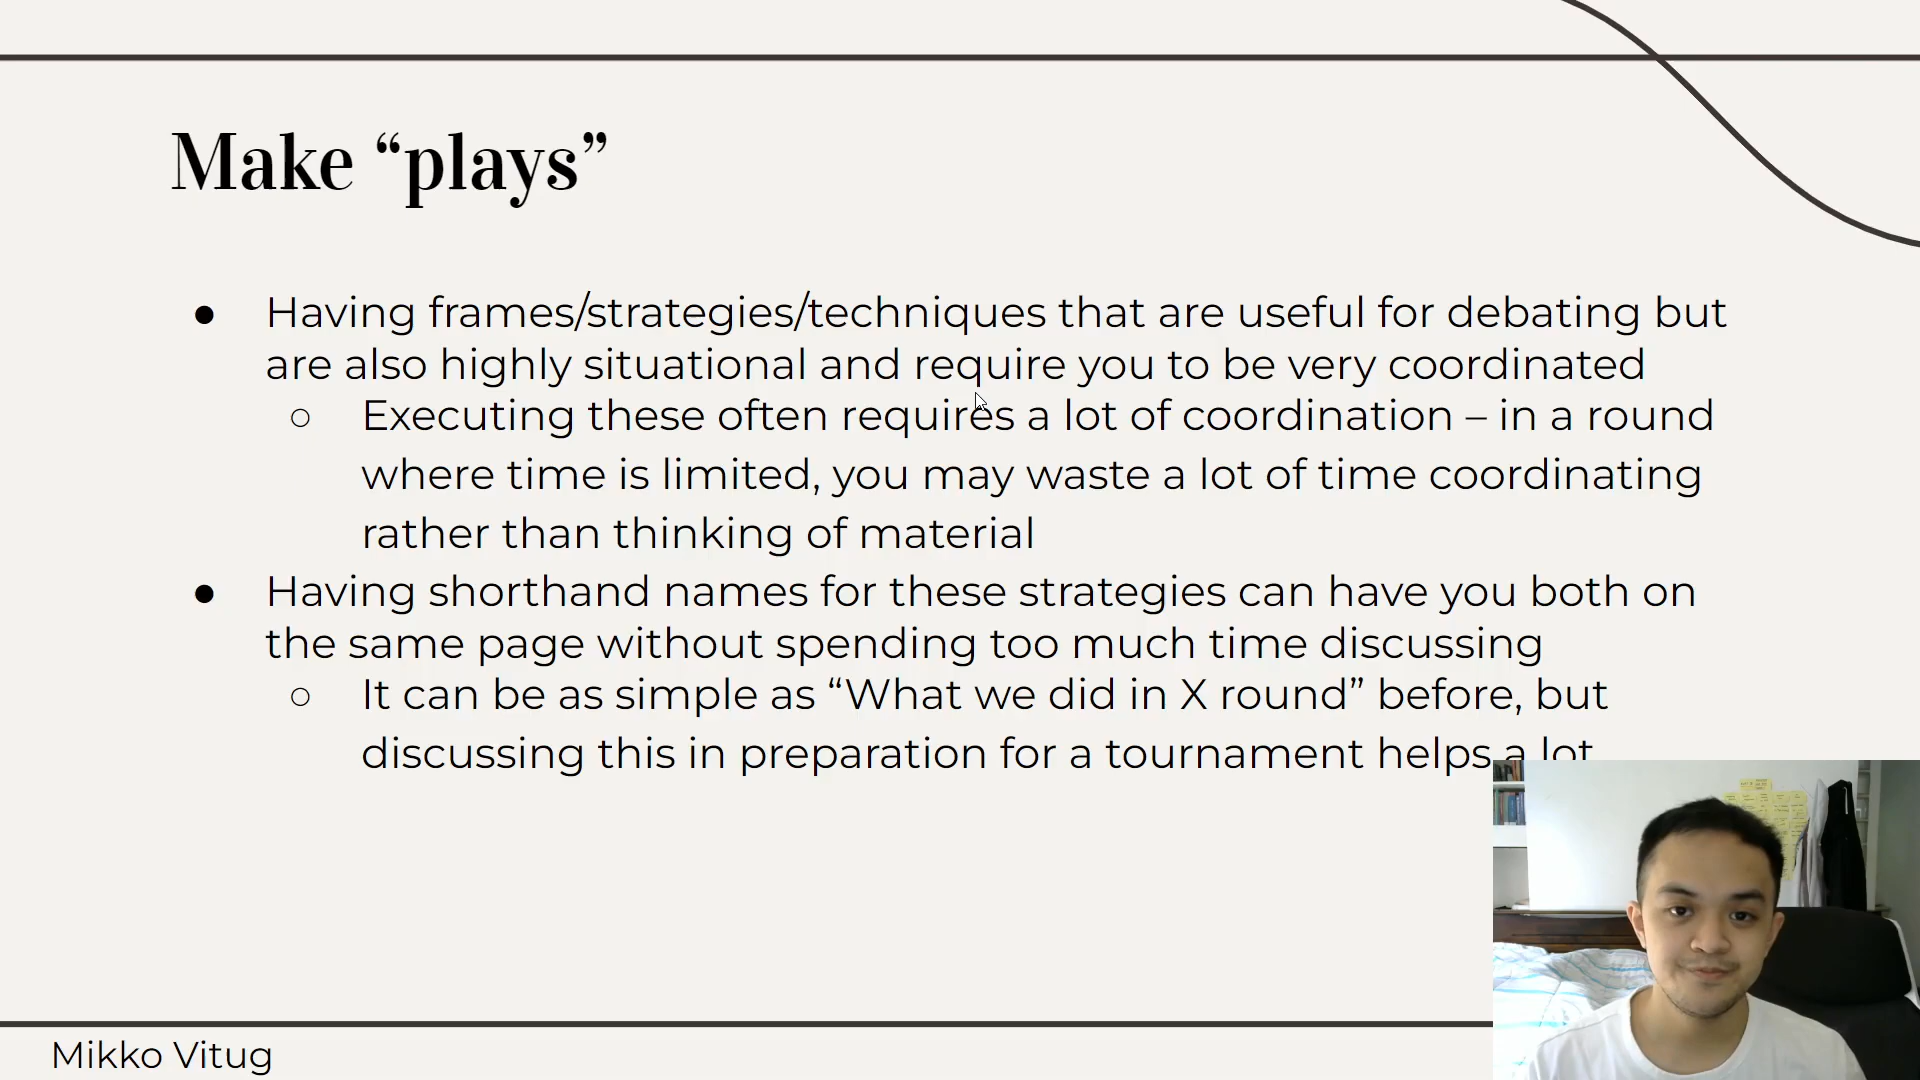 Make “plays”
● Having frames/strategies/techniques that are useful for debating but
are also highly situational and require you to be very coordinated
○ Executing these often requires a lot of coordination – in a round
where time is limited, you may waste a lot of time coordinating
rather than thinking of material
● Having shorthand names for these strategies can have you both on
the same page without spending too much time discussing
○ It can be as simple as “What we did in X round” before, but
discussing this in preparation for a tournament helps a lot
Mikko Vitug